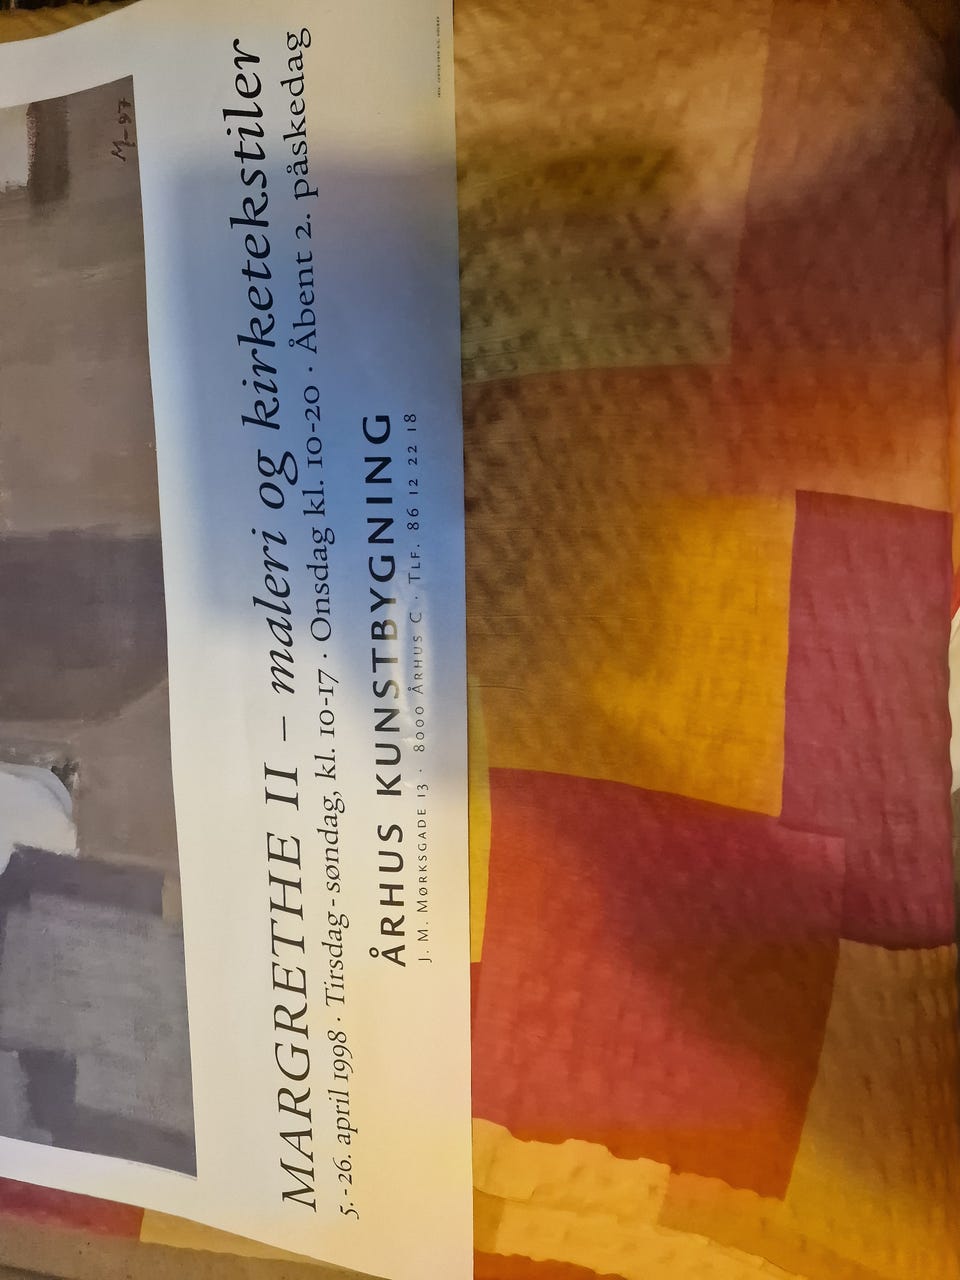 M-97
MARGRETHE II – maleri og kirketekstiler
5.-26. april 1998 · Tirsdag-søndag, kl. 10-17 · Onsdag kl. 10-20 · Åbent 2. påskedag
ÅRHUS KUNSTBYGNING
J. M. MØRKSGADE 13 · 8000 ÅRHUS C · TLF. 86 12 22 18